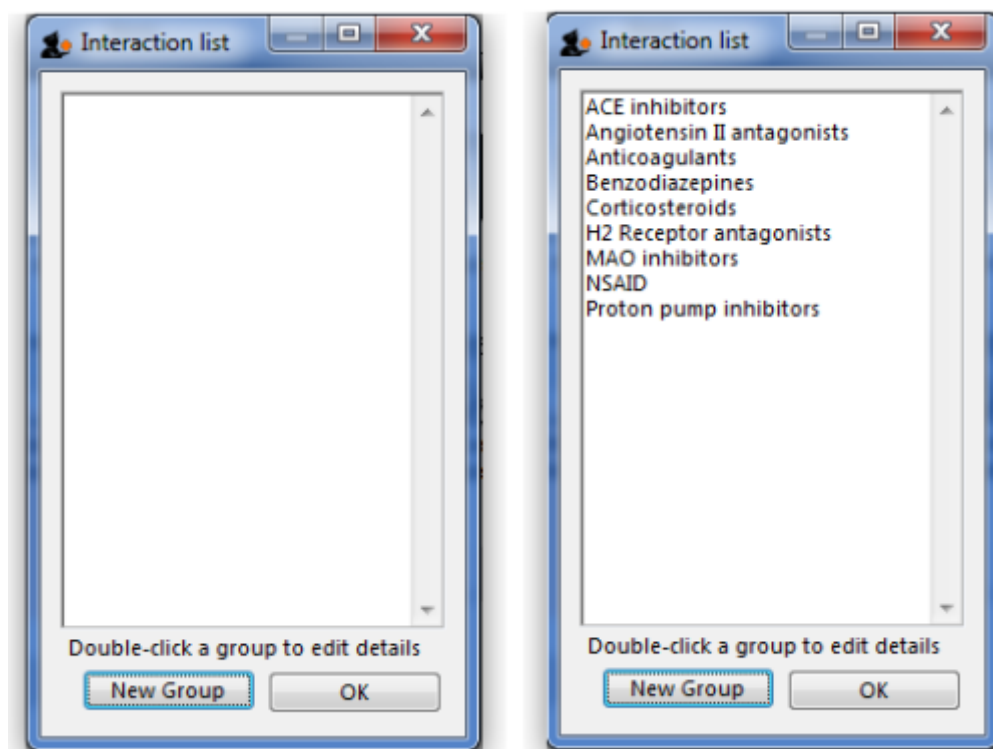 Interaction list
Double-click a group to edit details
New Group
OK
Interaction list
ACE inhibitors
Angiotensin II antagonists
Anticoagulants
Benzodiazepines
Corticosteroids
H2 Receptor antagonists
MAO inhibitors
NSAID
Proton pump inhibitors
Double-click a group to edit details
New Group
OK